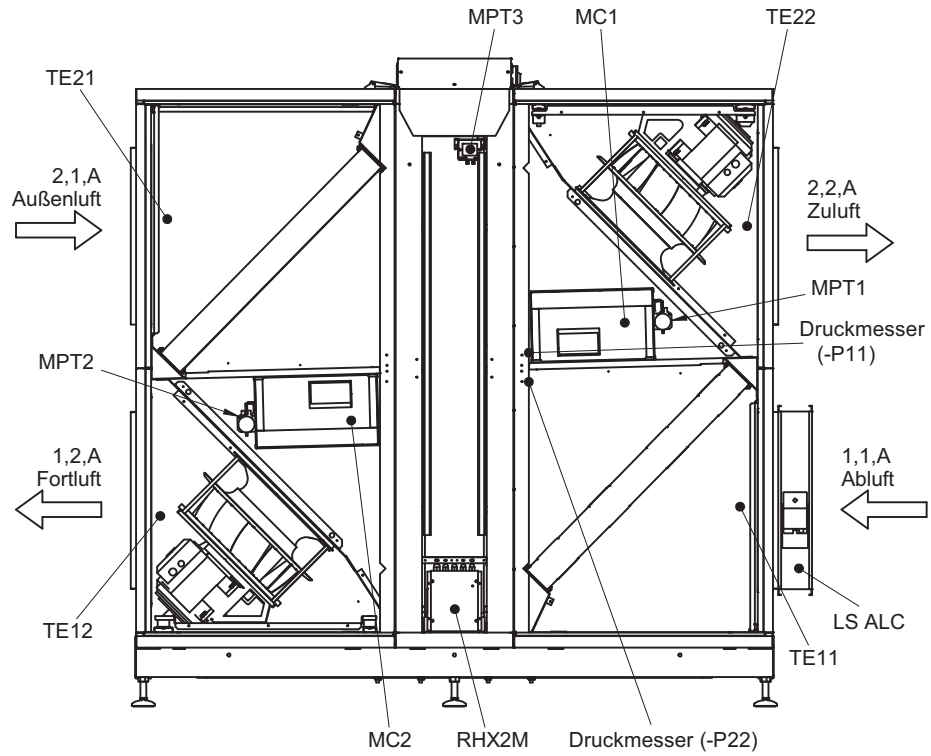 MPT3
MC1
TE22
TE21
2,1,A
Außenluft
2,2,A
Zuluft
MPT1
Druckmesser
(-P11)
MPT2
1,2,A
Fortluft
1,1,A
Abluft
TE12
LS ALC
TE11
MC2
RHX2M
Druckmesser (-P22)